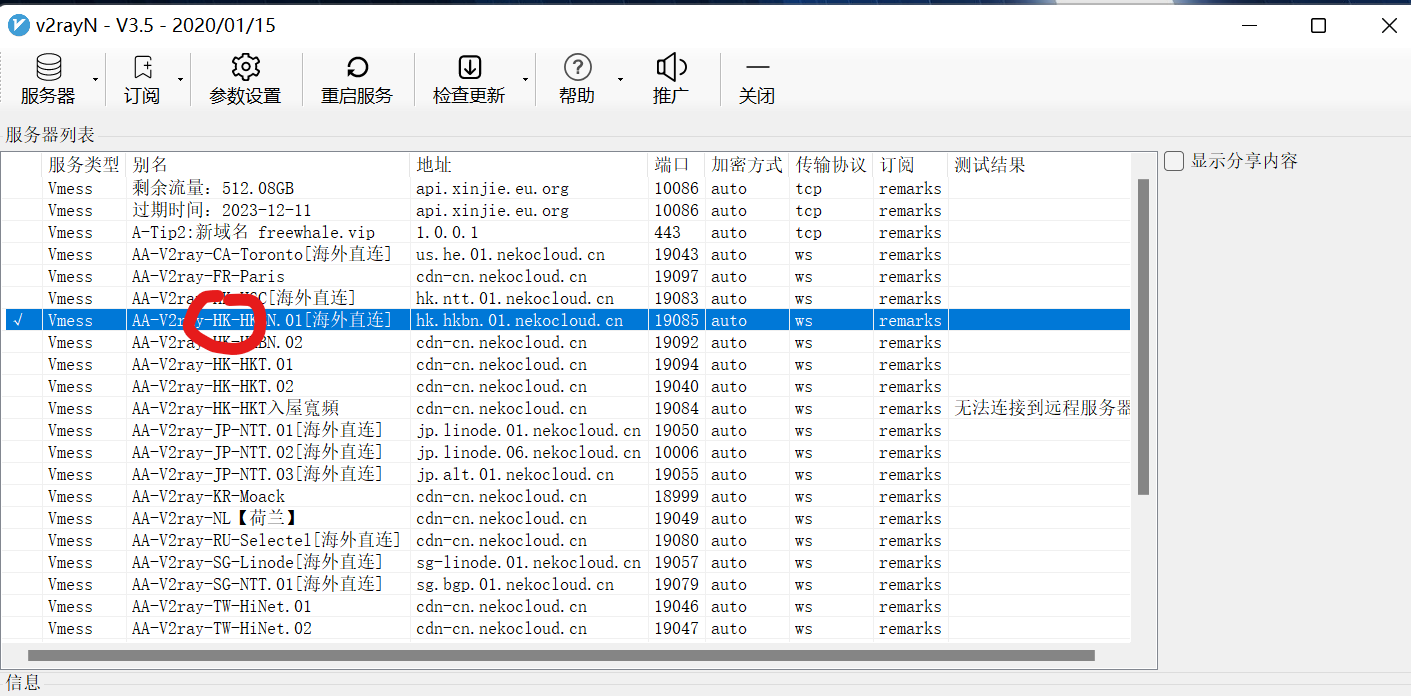 v2rayN - V3.5 - 2020/01/15
服务器 订阅 参数设置 重启服务 检查更新 帮助 推广 关闭
服务器列表
服务类型 别名 地址 端口 加密方式 传输协议 订阅 测试结果
显示分享内容
Vmess 剩余流量：512.08GB api.xinjie.eu.org 10086 auto tcp remarks
Vmess 过期时间：2023-12-11 api.xinjie.eu.org 10086 auto tcp remarks
Vmess A-Tip2:新域名 freewhale.vip 1.0.0.1 443 auto tcp remarks
Vmess AA-V2ray-CA-Toronto[海外直连] us.he.01.nekocloud.cn 19043 auto ws remarks
Vmess AA-V2ray-FR-Paris cdn-cn.nekocloud.cn 19097 auto ws remarks
Vmess AA-V2ray-HK-HGC[海外直连] hk.ntt.01.nekocloud.cn 19083 auto ws remarks
√ Vmess AA-V2ray-HK-HKBN.01[海外直连] hk.hkbn.01.nekocloud.cn 19085 auto ws remarks
Vmess AA-V2ray-HK-HKBN.02 cdn-cn.nekocloud.cn 19092 auto ws remarks
Vmess AA-V2ray-HK-HKT.01 cdn-cn.nekocloud.cn 19094 auto ws remarks
Vmess AA-V2ray-HK-HKT.02 cdn-cn.nekocloud.cn 19040 auto ws remarks
Vmess AA-V2ray-HK-HKT入屋寬頻 cdn-cn.nekocloud.cn 19084 auto ws remarks 无法连接到远程服务器
Vmess AA-V2ray-JP-NTT.01[海外直连] jp.linode.01.nekocloud.cn 19050 auto ws remarks
Vmess AA-V2ray-JP-NTT.02[海外直连] jp.linode.06.nekocloud.cn 10006 auto ws remarks
Vmess AA-V2ray-JP-NTT.03[海外直连] jp.alt.01.nekocloud.cn 19055 auto ws remarks
Vmess AA-V2ray-KR-Moack cdn-cn.nekocloud.cn 18999 auto ws remarks
Vmess AA-V2ray-NL【荷兰】 cdn-cn.nekocloud.cn 19049 auto ws remarks
Vmess AA-V2ray-RU-Selectel[海外直连] cdn-cn.nekocloud.cn 19080 auto ws remarks
Vmess AA-V2ray-SG-Linode[海外直连] sg-linode.01.nekocloud.cn 19057 auto ws remarks
Vmess AA-V2ray-SG-NTT.01[海外直连] sg.bgp.01.nekocloud.cn 19079 auto ws remarks
Vmess AA-V2ray-TW-HiNet.01 cdn-cn.nekocloud.cn 19046 auto ws remarks
Vmess AA-V2ray-TW-HiNet.02 cdn-cn.nekocloud.cn 19047 auto ws remarks
信息